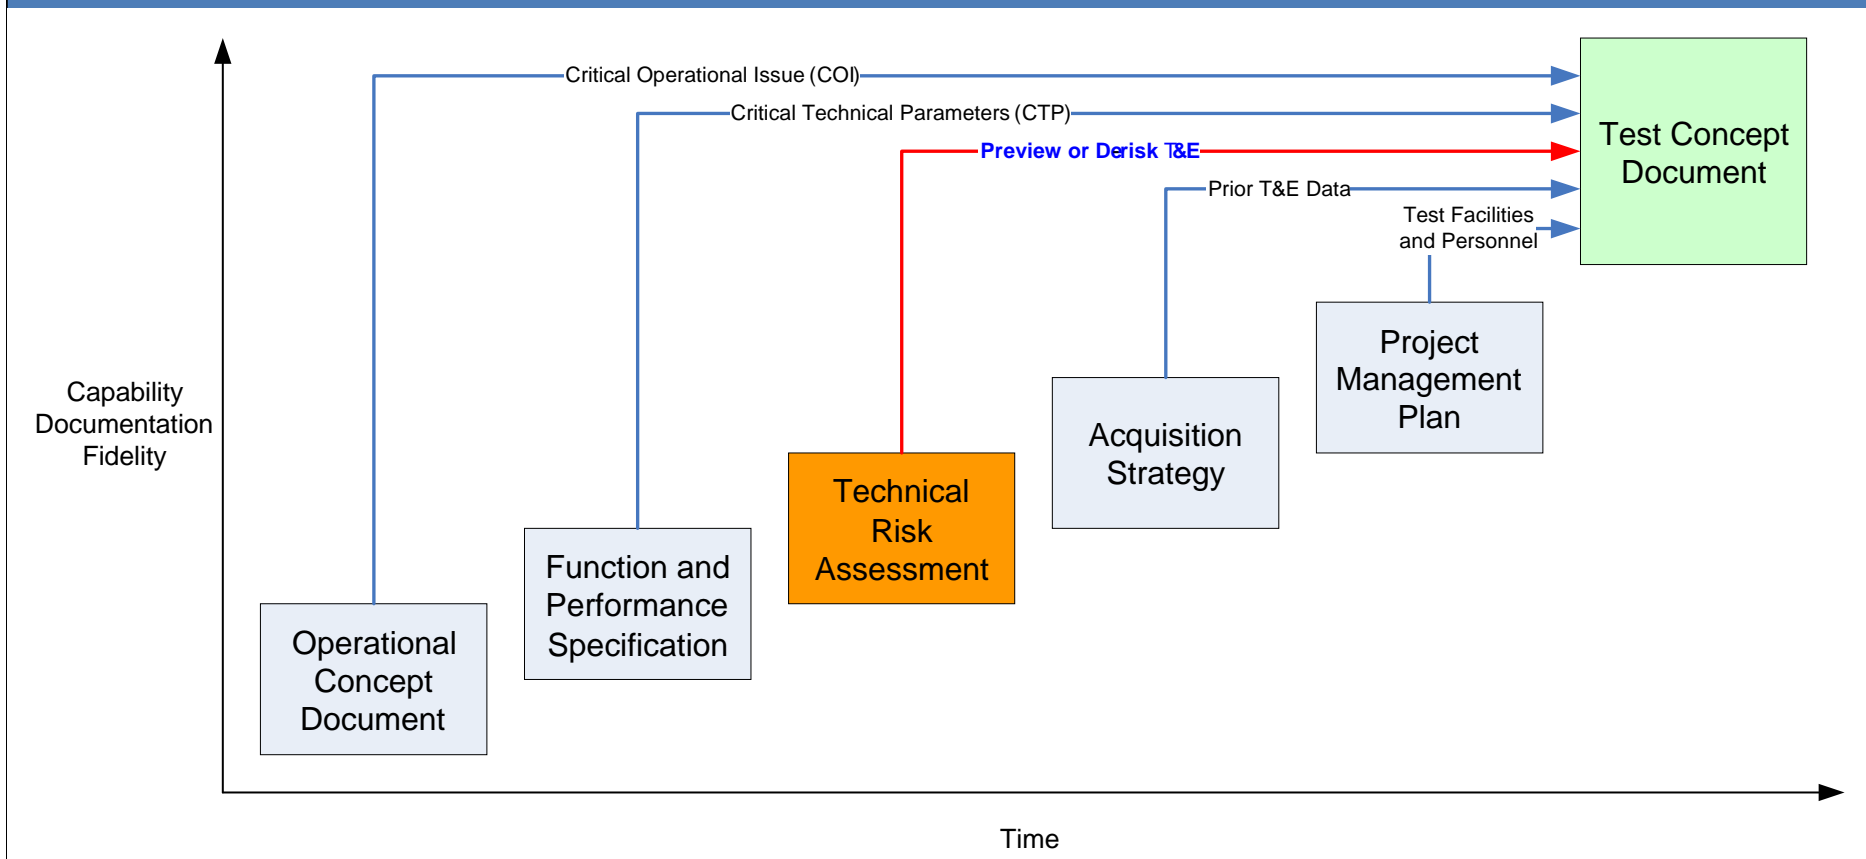 Critical Operational Issue (COI)
Critical Technical Parameters (CTP)
Preview or Derisk T&E
Prior T&E Data
Test Facilities
and Personnel
Test Concept
Document
Project
Management
Plan
Acquisition
Strategy
Technical
Risk
Assessment
Function and
Performance
Specification
Operational
Concept
Document
Capability
Documentation
Fidelity
Time